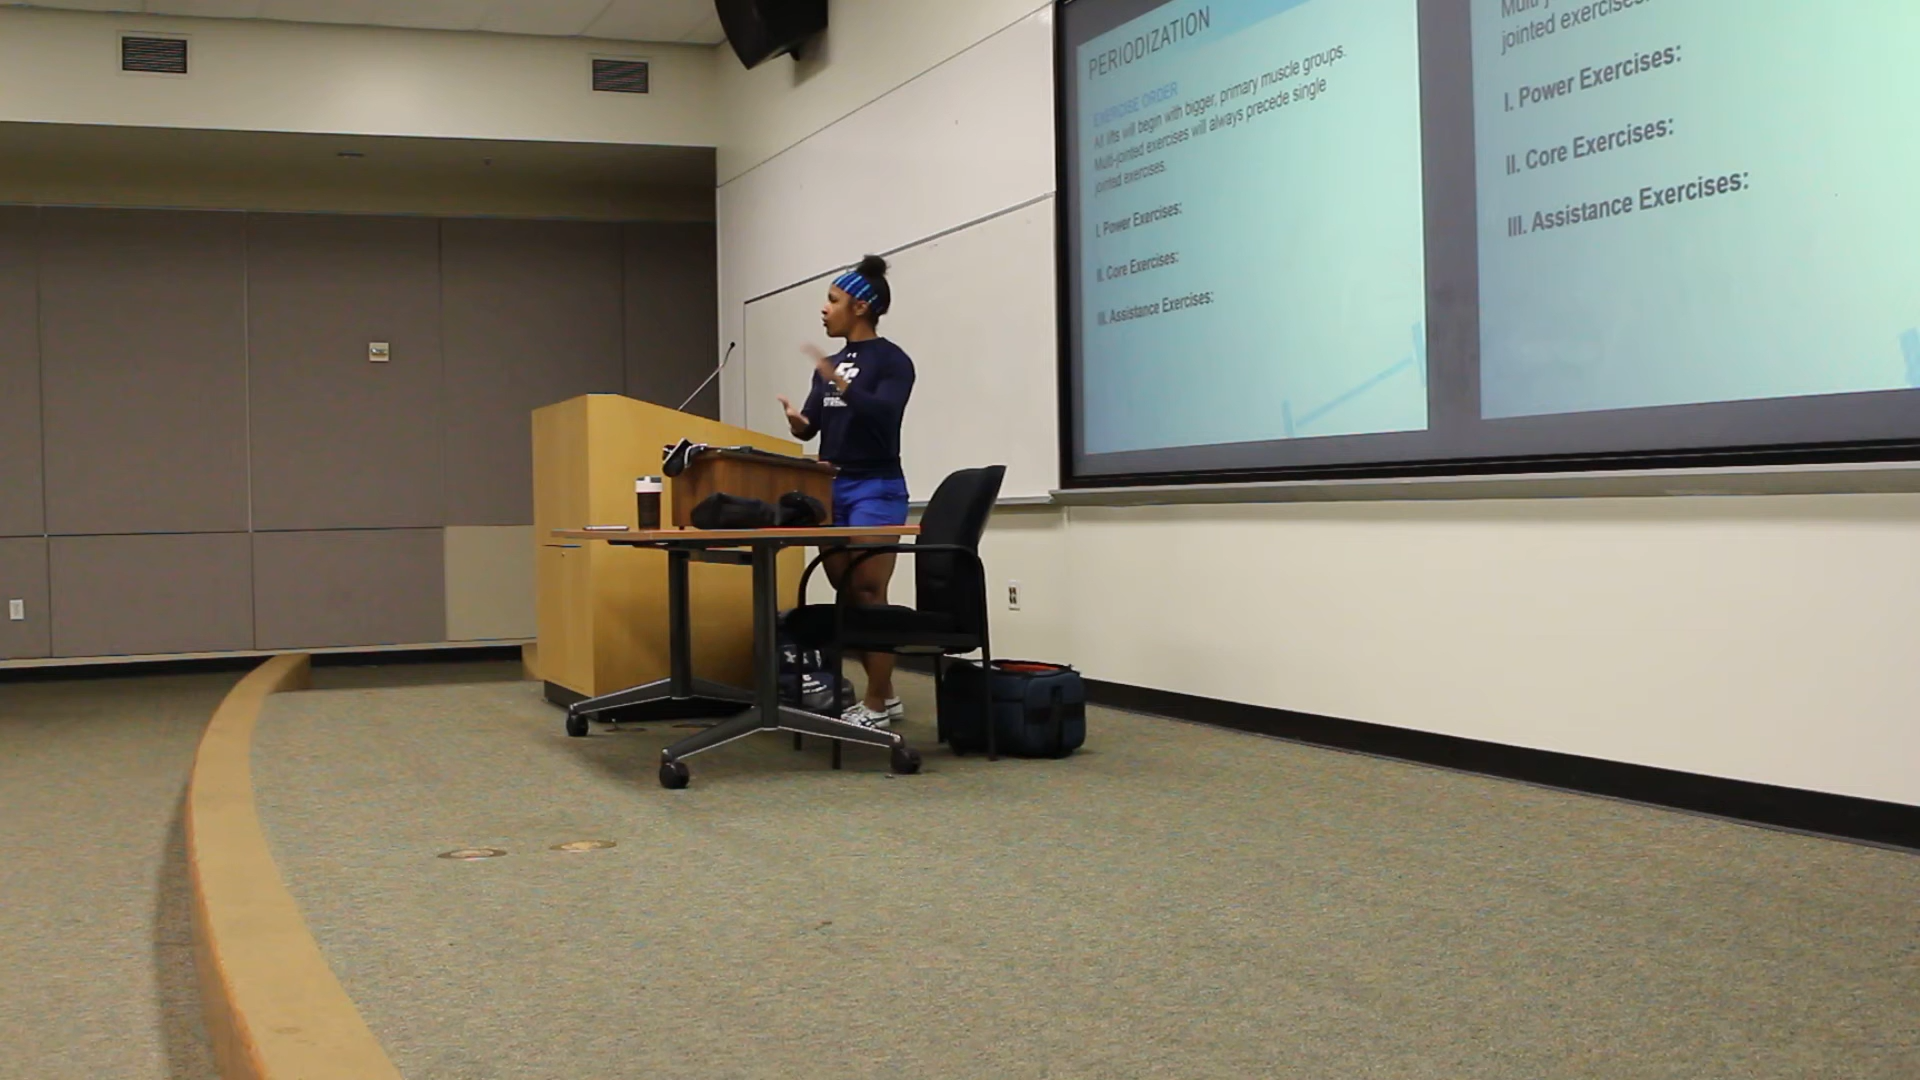 PERIODIZATION
EXERCISE ORDER
All lifts will begin with bigger, primary muscle groups.
Multi-jointed exercises will always precede single
jointed exercises.
I. Power Exercises:
II. Core Exercises:
III. Assistance Exercises:
jointed exercises.
I. Power Exercises:
II. Core Exercises:
III. Assistance Exercises: